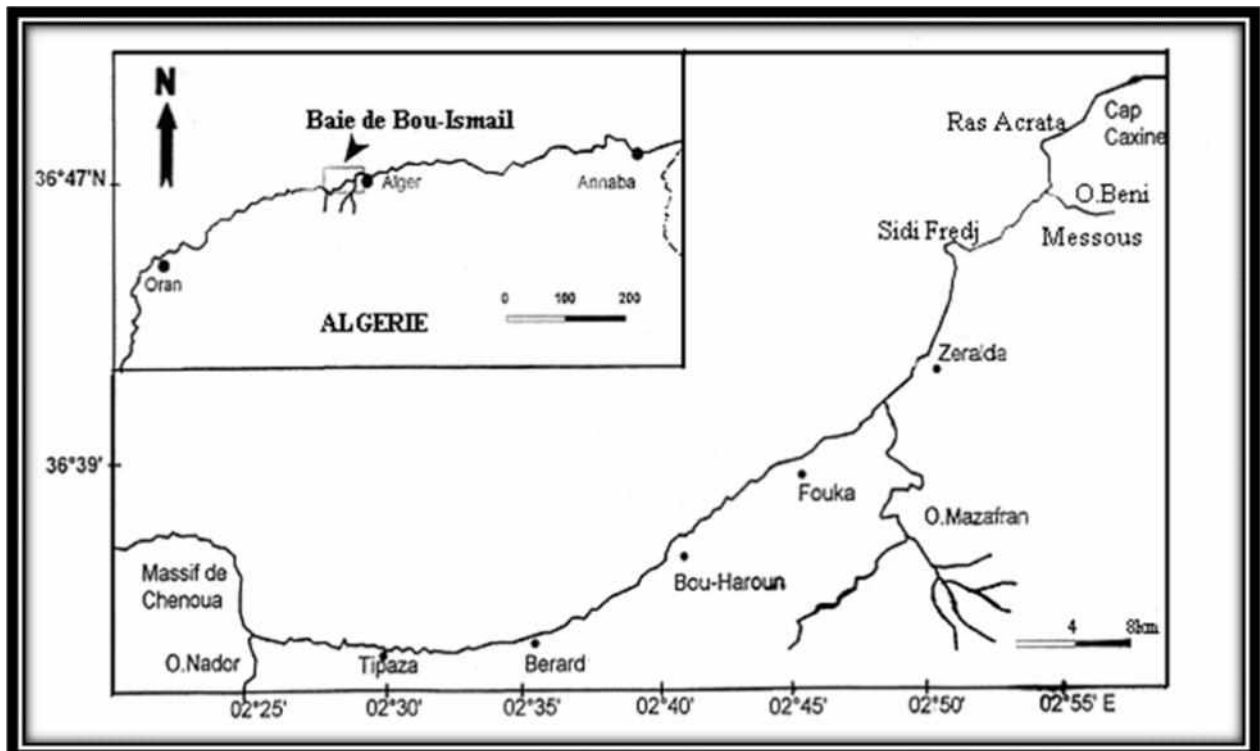 N
Baie de Bou-Ismail
36°47'N
Alger
Annaba
Oran
0 100 200
ALGERIE
Ras Acrata
Cap
Caxine
O.Beni
Messous
Sidi Fredj
Zeralda
36°39'
Fouka
O.Mazafran
Bou-Haroun
Massif de
Chenoua
4 8km
O.Nador
Tipaza
Berard
02°25' 02°30' 02°35' 02°40' 02°45' 02°50' 02°55' E